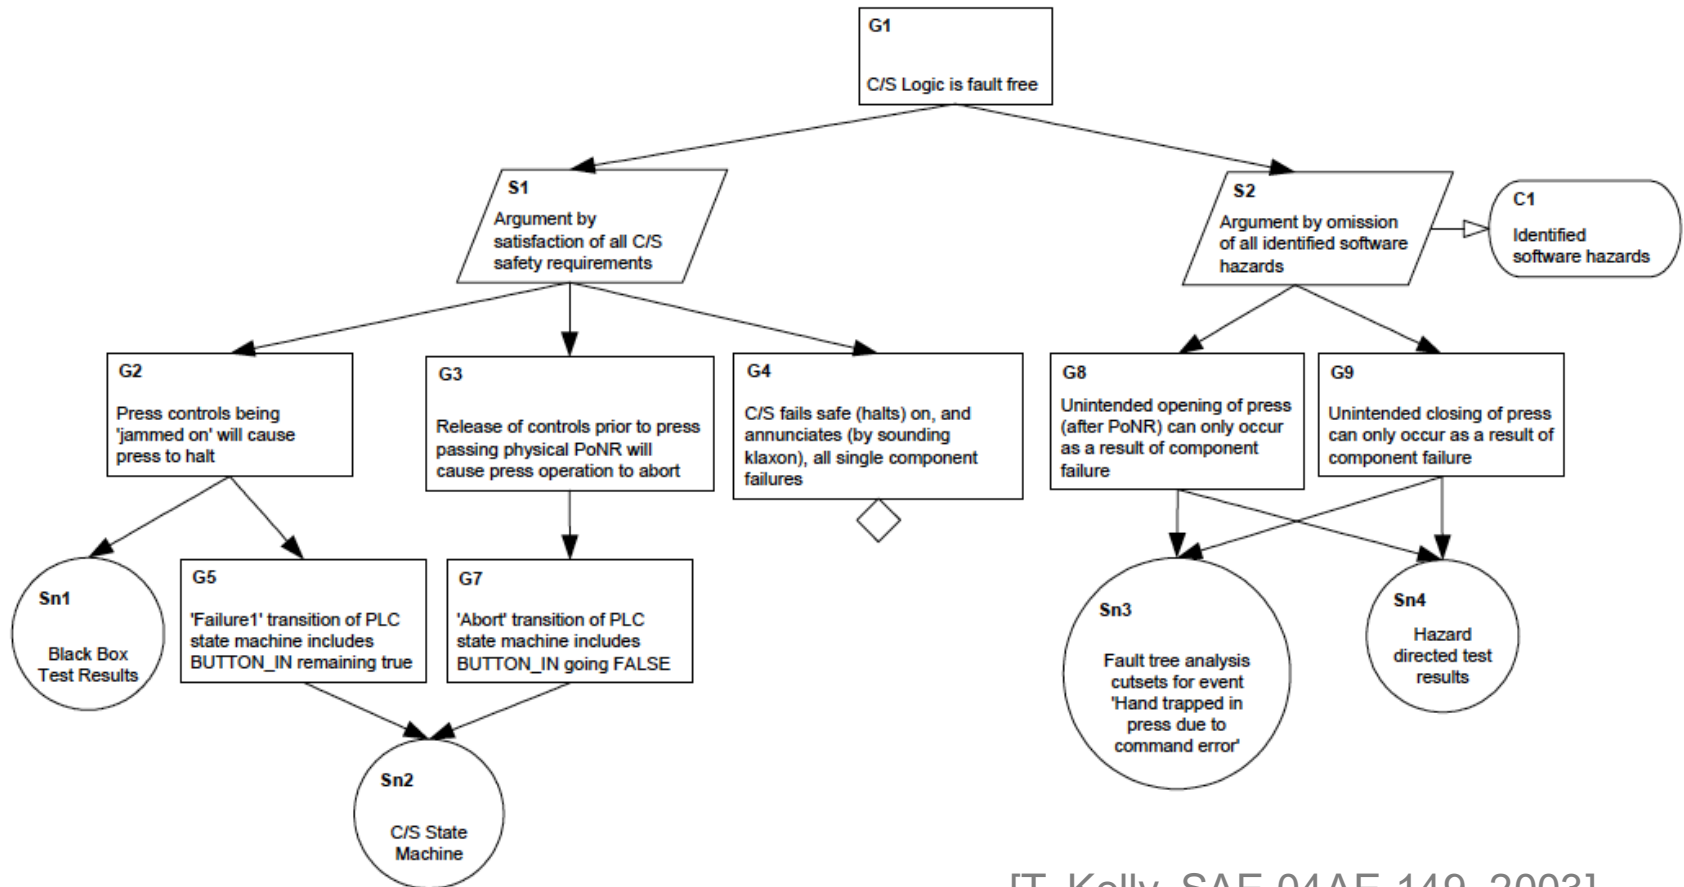 G1
C/S Logic is fault free
S1
Argument by
satisfaction of all C/S
safety requirements
S2
Argument by omission
of all identified software
hazards
C1
Identified
software hazards
G2
Press controls being
'jammed on' will cause
press to halt
G3
Release of controls prior to press
passing physical PoNR will
cause press operation to abort
G4
C/S fails safe (halts) on, and
annunciates (by sounding
klaxon), all single component
failures
G8
Unintended opening of press
(after PoNR) can only occur
as a result of component
failure
G9
Unintended closing of press
can only occur as a result of
component failure
Sn1
Black Box
Test Results
G5
'Failure1' transition of PLC
state machine includes
BUTTON_IN remaining true
G7
'Abort' transition of PLC
state machine includes
BUTTON_IN going FALSE
Sn3
Fault tree analysis
cutsets for event
'Hand trapped in
press due to
command error'
Sn4
Hazard
directed test
results
Sn2
C/S State
Machine
[T. Kelly, SAE 04AE-149, 2003]